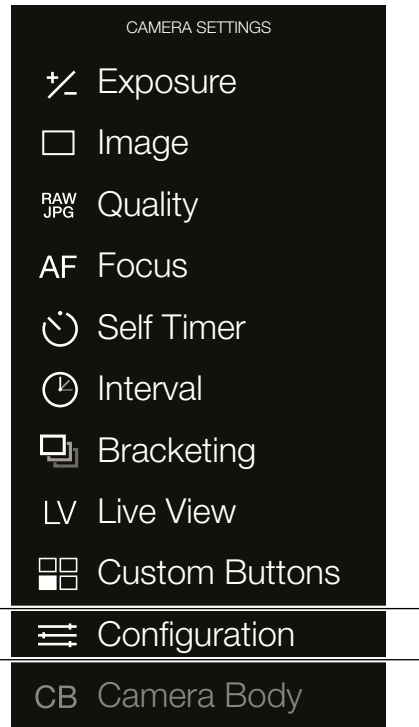 CAMERA SETTINGS
Exposure
Image
RAW
JPG Quality
AF Focus
Self Timer
Interval
Bracketing
LV Live View
Custom Buttons
Configuration
CB Camera Body